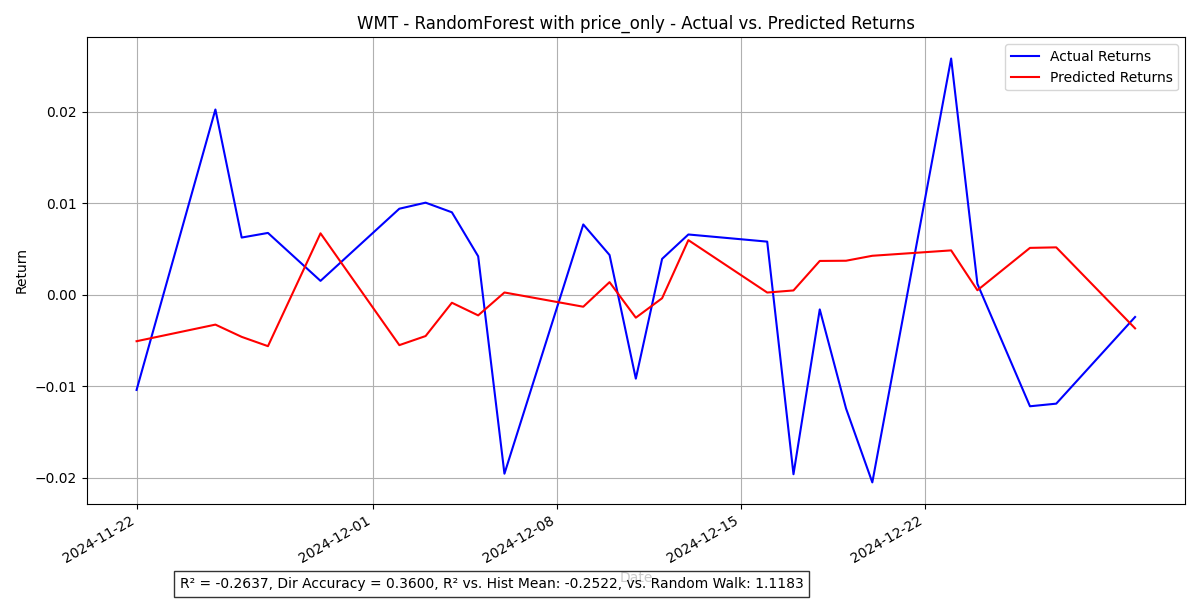 WMT - RandomForest with price_only - Actual vs. Predicted Returns
Actual Returns
Predicted Returns
Return
0.02
0.01
0.00
−0.01
−0.02
2024-11-22
2024-12-01
2024-12-08
2024-12-15
2024-12-22
Date
R² = -0.2637, Dir Accuracy = 0.3600, R² vs. Hist Mean: -0.2522, vs. Random Walk: 1.1183